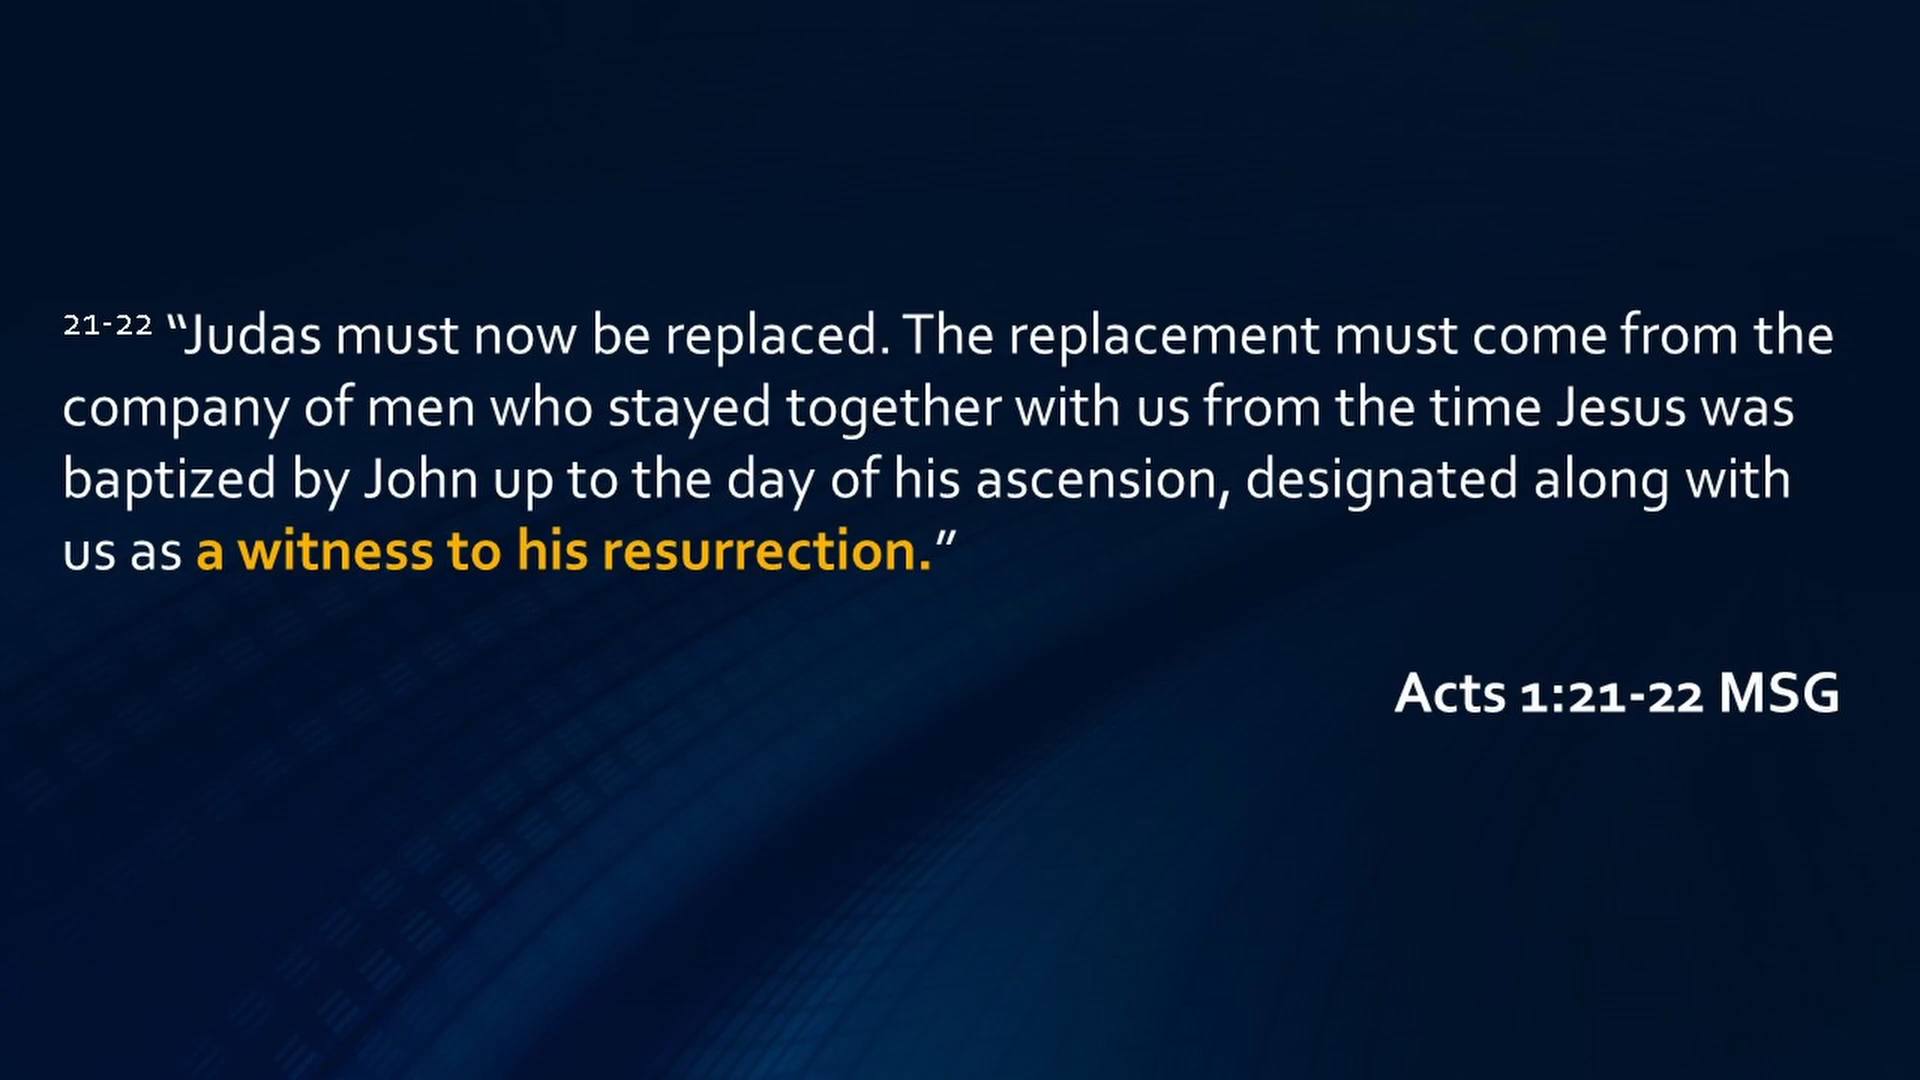 21-22 “Judas must now be replaced. The replacement must come from the
company of men who stayed together with us from the time Jesus was
baptized by John up to the day of his ascension, designated along with
us as a witness to his resurrection.”
Acts 1:21-22 MSG